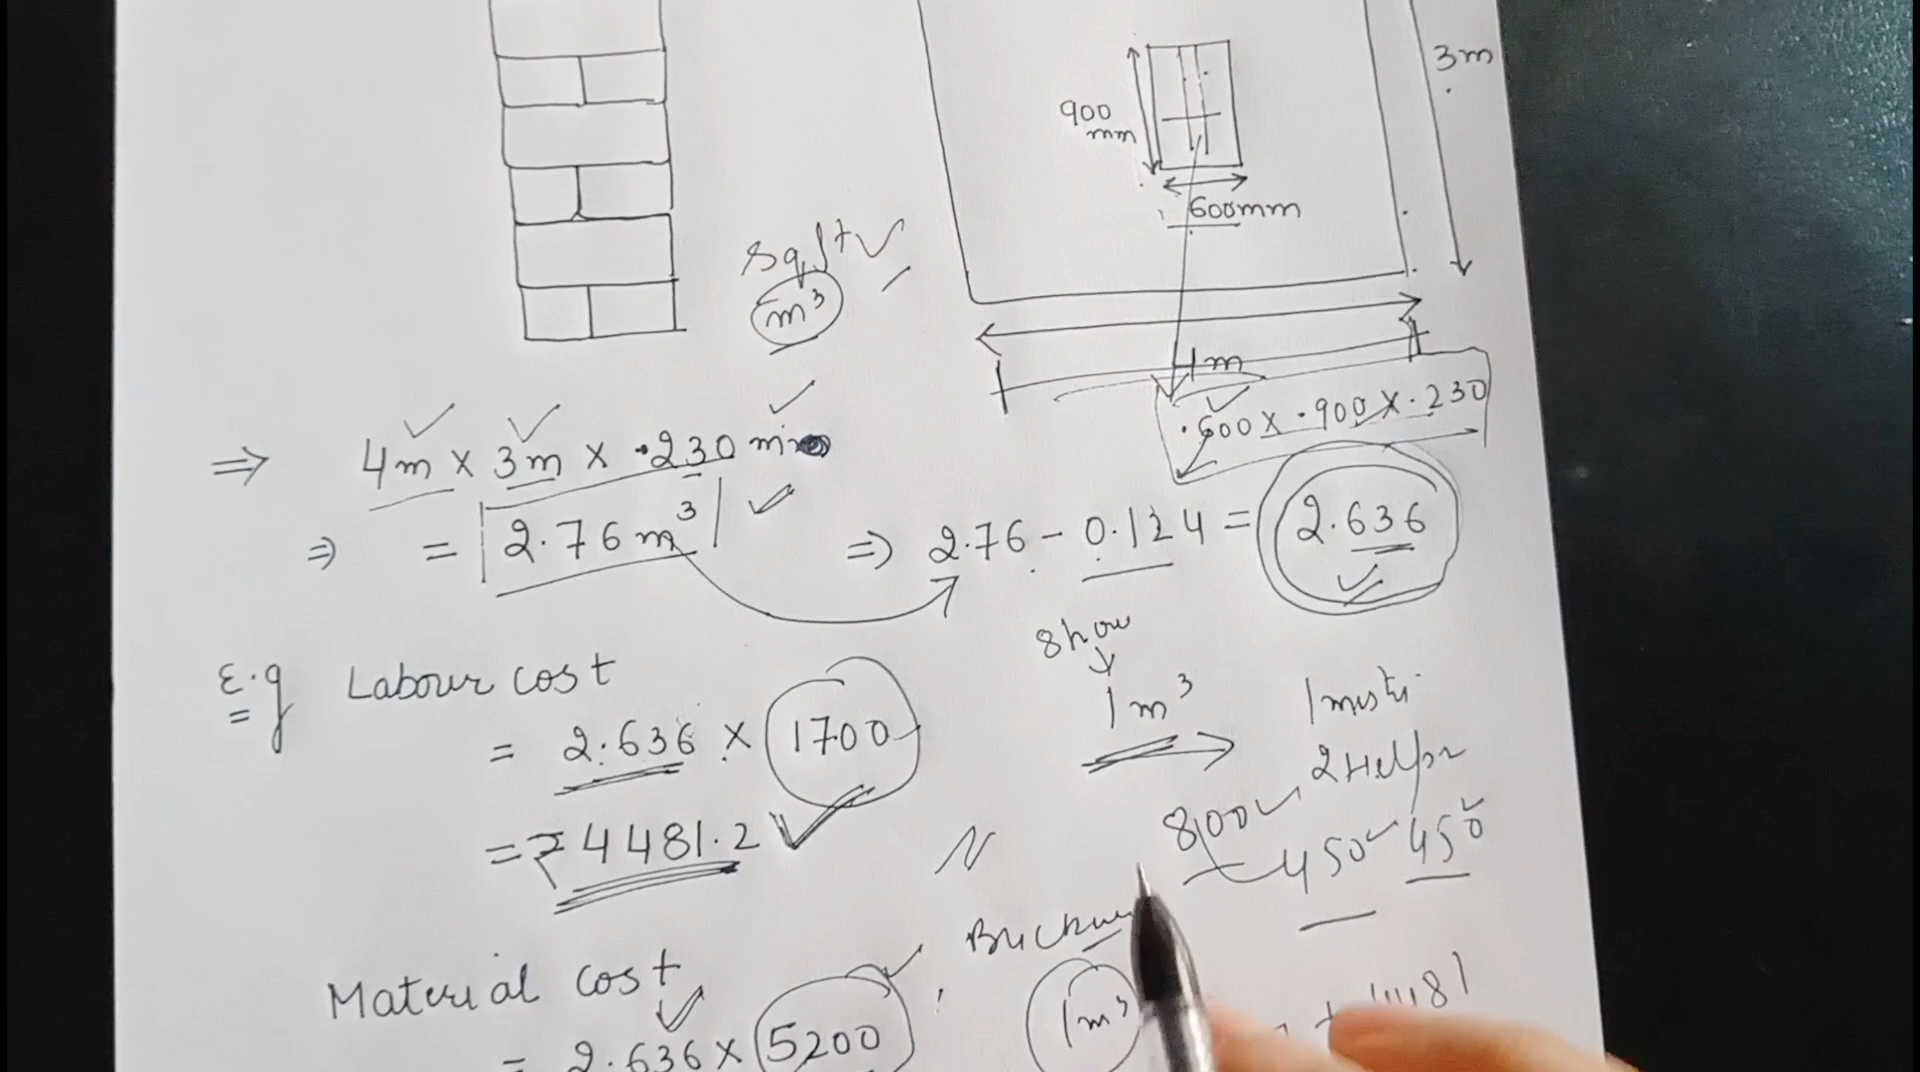 3m
900
mm
600mm
Sqft
m³
4m
.600 x .900 x .230
⇒ 4m x 3m x .230 m
⇒ = 2.76 m³ ⇒ 2.76 - 0.124 = 2.636
8 hour
E.g Labour cost
1m³
1 mistri
= 2.636 x 1700
2 Helper
= ₹ 4481.2
800 450 450
Material cost
= 2.636 x 5200
1m³